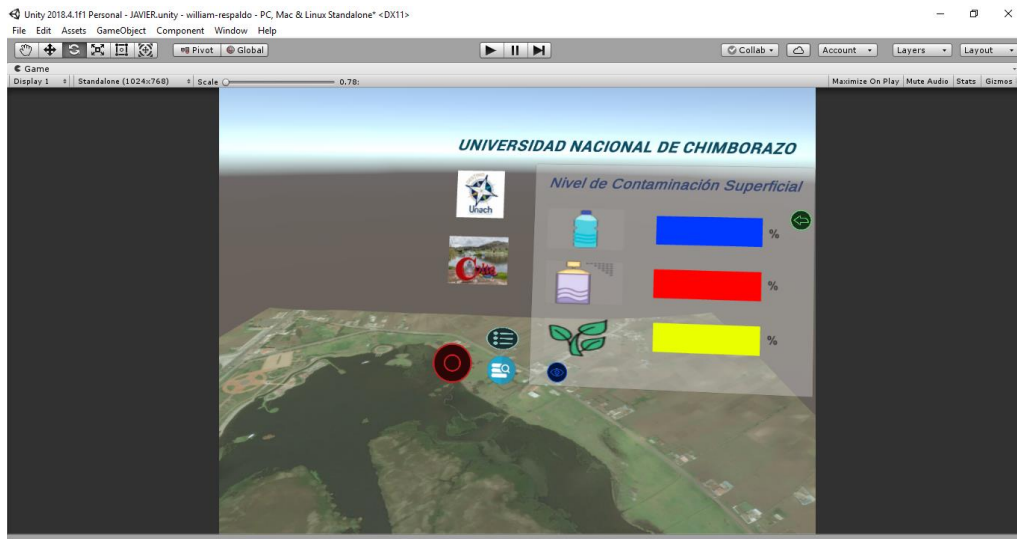 Unity 2018.4.1f1 Personal - JAVIER.unity - william-respaldo - PC, Mac & Linux Standalone* <DX11>
File Edit Assets GameObject Component Window Help
Pivot Global Collab Account Layers Layout
Game
Display 1 Standalone (1024x768) Scale 0.78: Maximize On Play Mute Audio Stats Gizmos
UNIVERSIDAD NACIONAL DE CHIMBORAZO
Nivel de Contaminación Superficial
Unach
%
%
%